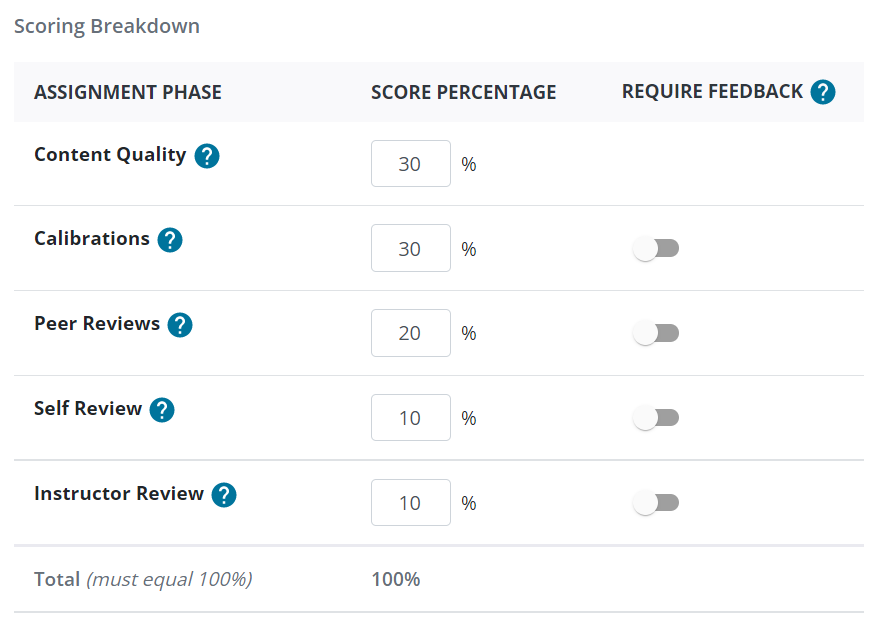 Scoring Breakdown
ASSIGNMENT PHASE SCORE PERCENTAGE REQUIRE FEEDBACK ?
Content Quality ? 30 %
Calibrations ? 30 %
Peer Reviews ? 20 %
Self Review ? 10 %
Instructor Review ? 10 %
Total (must equal 100%) 100%